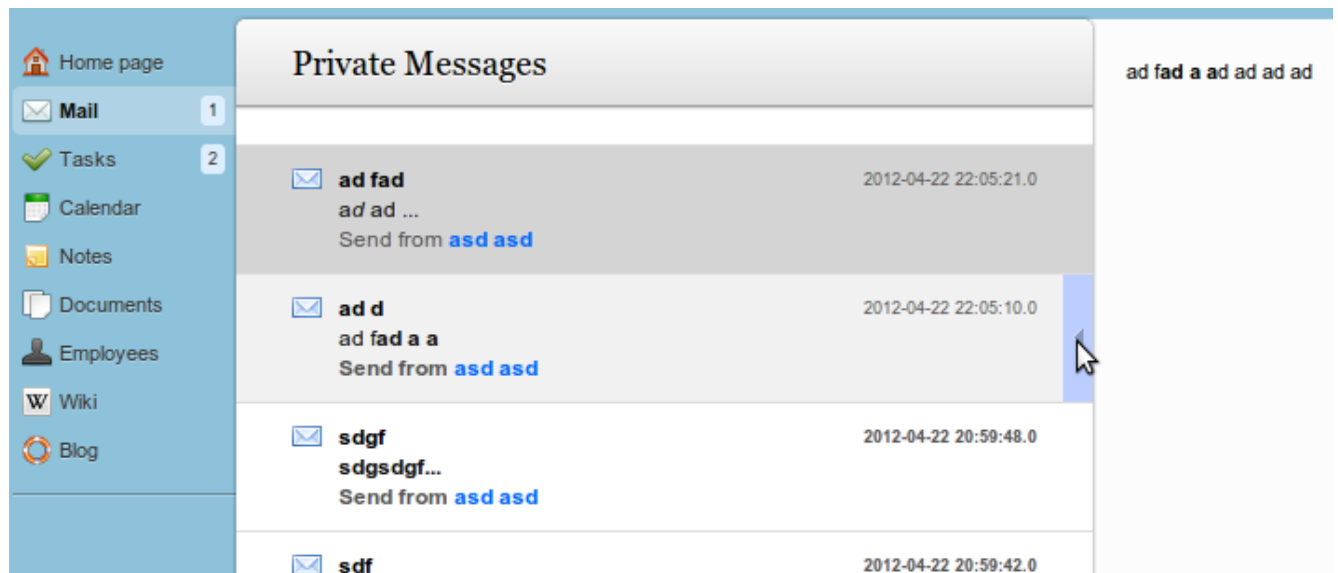 Home page
Mail 1
Tasks 2
Calendar
Notes
Documents
Employees
W Wiki
Blog
Private Messages
ad fad 2012-04-22 22:05:21.0
ad ad ...
Send from asd asd
ad d 2012-04-22 22:05:10.0
ad fad a a
Send from asd asd
sdgf 2012-04-22 20:59:48.0
sdgsdgf...
Send from asd asd
sdf 2012-04-22 20:59:42.0
ad fad a ad ad ad ad